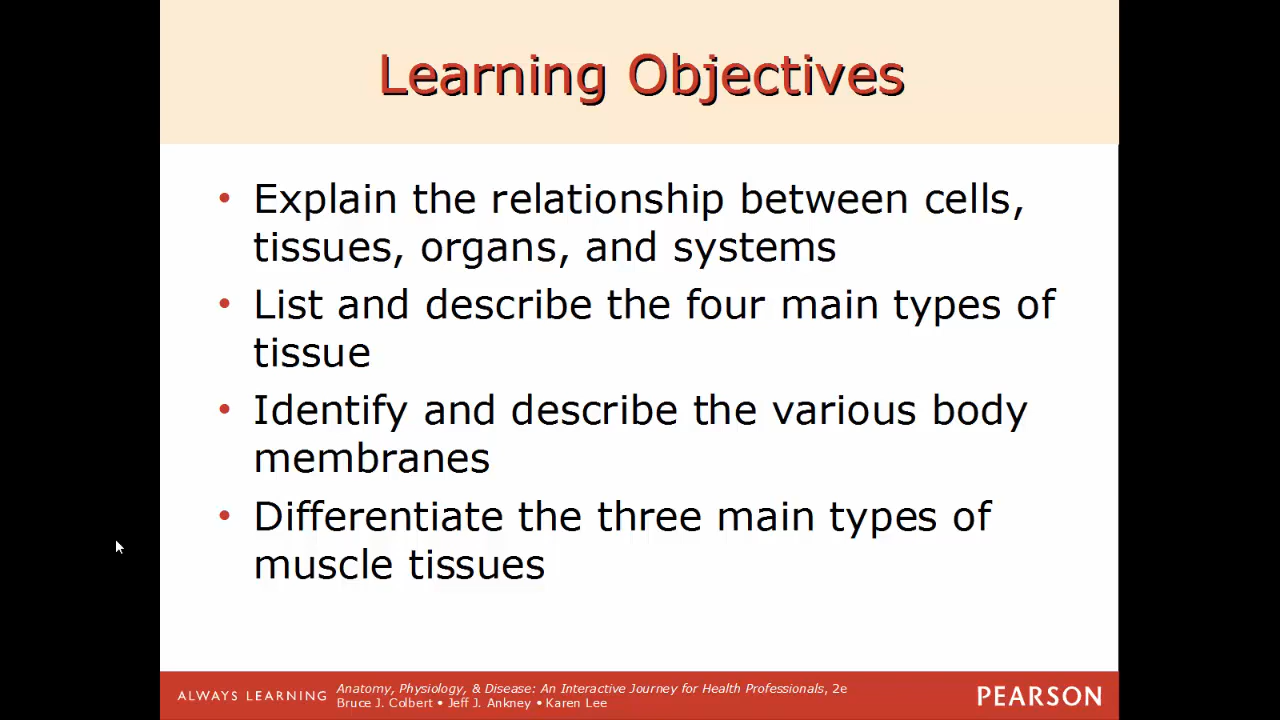 Learning Objectives
• Explain the relationship between cells,
tissues, organs, and systems
• List and describe the four main types of
tissue
• Identify and describe the various body
membranes
• Differentiate the three main types of
muscle tissues
ALWAYS LEARNING
Anatomy, Physiology, & Disease: An Interactive Journey for Health Professionals, 2e
Bruce J. Colbert • Jeff J. Ankney • Karen Lee
PEARSON